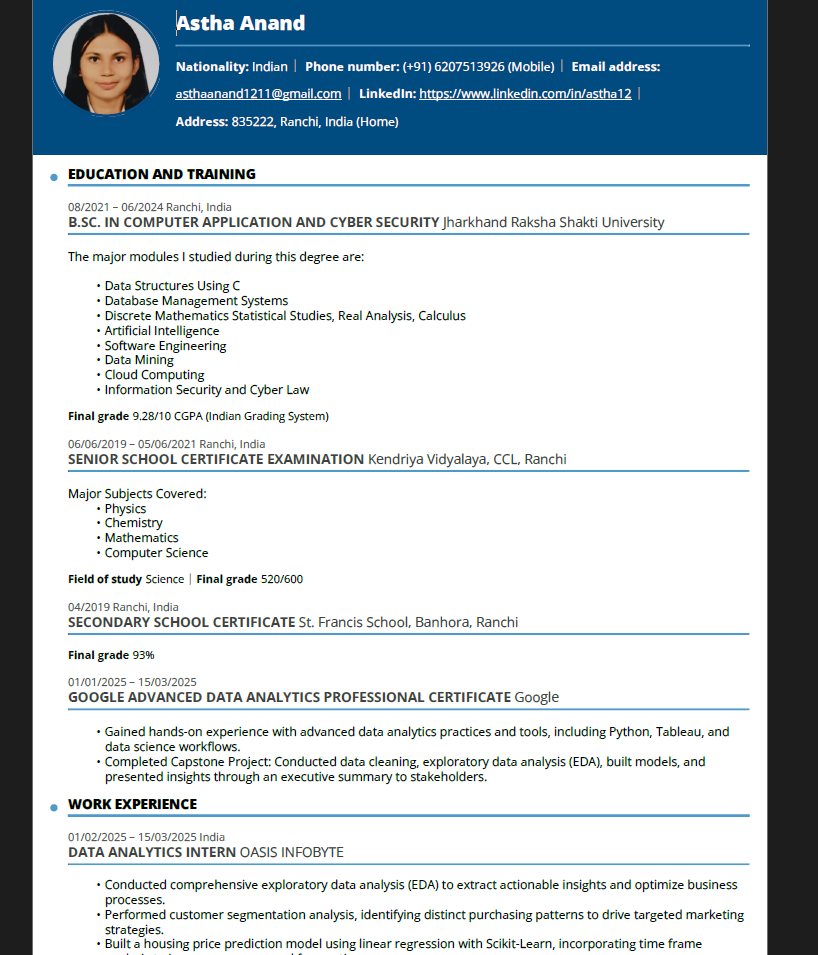 Astha Anand
Nationality: Indian | Phone number: (+91) 6207513926 (Mobile) | Email address:
asthaanand1211@gmail.com | LinkedIn: https://www.linkedin.com/in/astha12 |
Address: 835222, Ranchi, India (Home)
EDUCATION AND TRAINING
08/2021 – 06/2024 Ranchi, India
B.SC. IN COMPUTER APPLICATION AND CYBER SECURITY Jharkhand Raksha Shakti University
The major modules I studied during this degree are:
• Data Structures Using C
• Database Management Systems
• Discrete Mathematics Statistical Studies, Real Analysis, Calculus
• Artificial Intelligence
• Software Engineering
• Data Mining
• Cloud Computing
• Information Security and Cyber Law
Final grade 9.28/10 CGPA (Indian Grading System)
06/06/2019 – 05/06/2021 Ranchi, India
SENIOR SCHOOL CERTIFICATE EXAMINATION Kendriya Vidyalaya, CCL, Ranchi
Major Subjects Covered:
• Physics
• Chemistry
• Mathematics
• Computer Science
Field of study Science | Final grade 520/600
04/2019 Ranchi, India
SECONDARY SCHOOL CERTIFICATE St. Francis School, Banhora, Ranchi
Final grade 93%
01/01/2025 – 15/03/2025
GOOGLE ADVANCED DATA ANALYTICS PROFESSIONAL CERTIFICATE Google
• Gained hands-on experience with advanced data analytics practices and tools, including Python, Tableau, and
data science workflows.
• Completed Capstone Project: Conducted data cleaning, exploratory data analysis (EDA), built models, and
presented insights through an executive summary to stakeholders.
WORK EXPERIENCE
01/02/2025 – 15/03/2025 India
DATA ANALYTICS INTERN OASIS INFOBYTE
• Conducted comprehensive exploratory data analysis (EDA) to extract actionable insights and optimize business
processes.
• Performed customer segmentation analysis, identifying distinct purchasing patterns to drive targeted marketing
strategies.
• Built a housing price prediction model using linear regression with Scikit-Learn, incorporating time frame